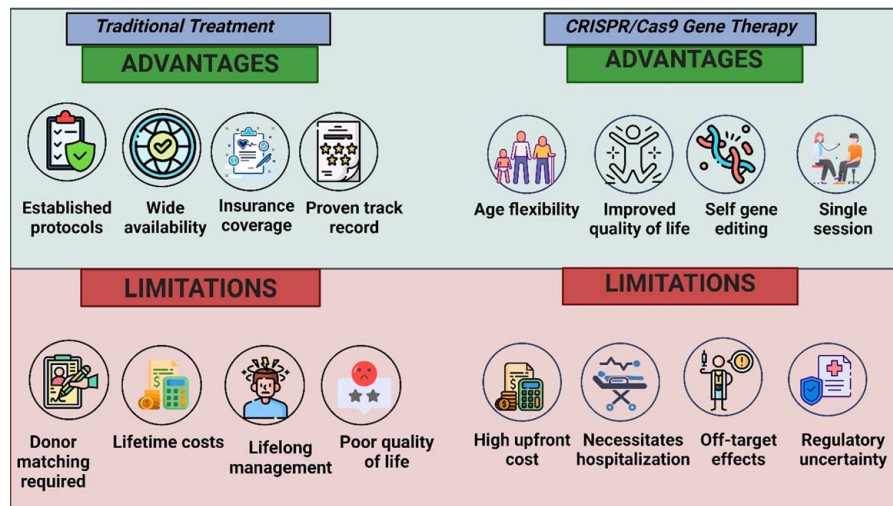 Traditional Treatment
ADVANTAGES
Established
protocols
Wide
availability
Insurance
coverage
Proven track
record
LIMITATIONS
Donor
matching
required
Lifetime costs
Lifelong
management
Poor quality
of life
CRISPR/Cas9 Gene Therapy
ADVANTAGES
Age flexibility
Improved
quality of life
Self gene
editing
Single
session
LIMITATIONS
High upfront
cost
Necessitates
hospitalization
Off-target
effects
Regulatory
uncertainty